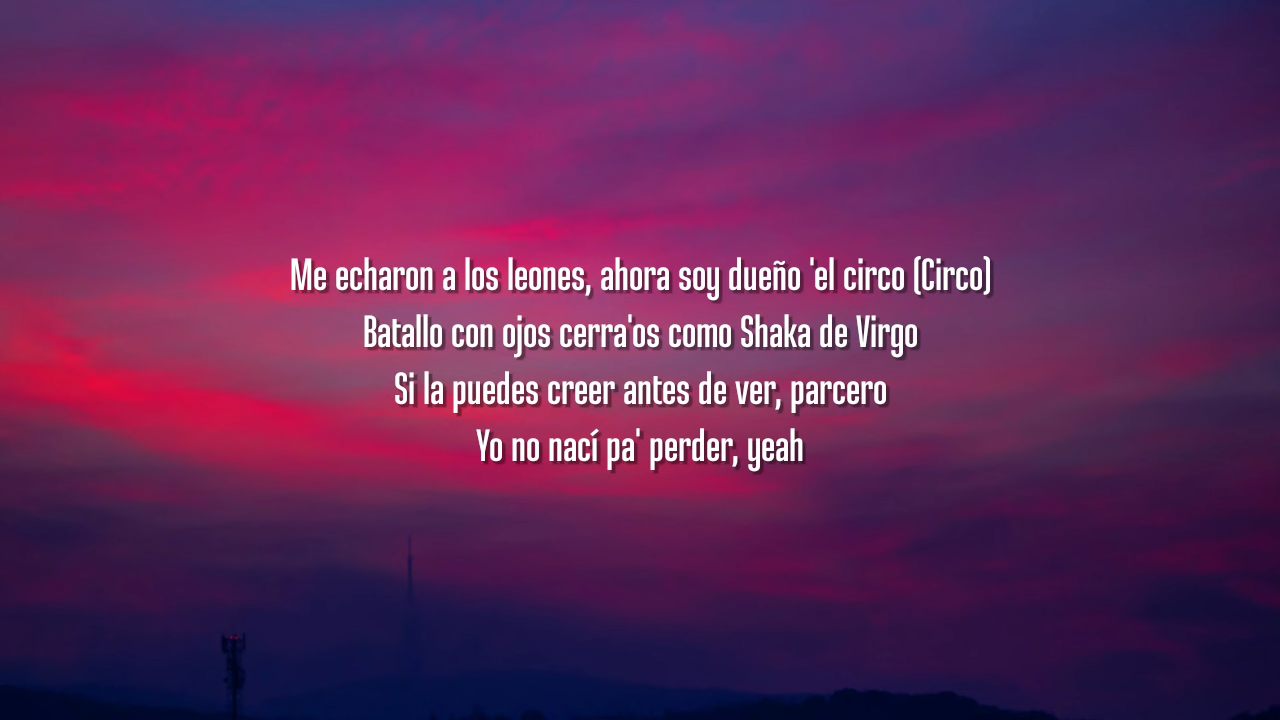 Me echaron a los leones, ahora soy dueño 'el circo (Circo)
Batallo con ojos cerra'os como Shaka de Virgo
Si la puedes creer antes de ver, parcero
Yo no nací pa' perder, yeah